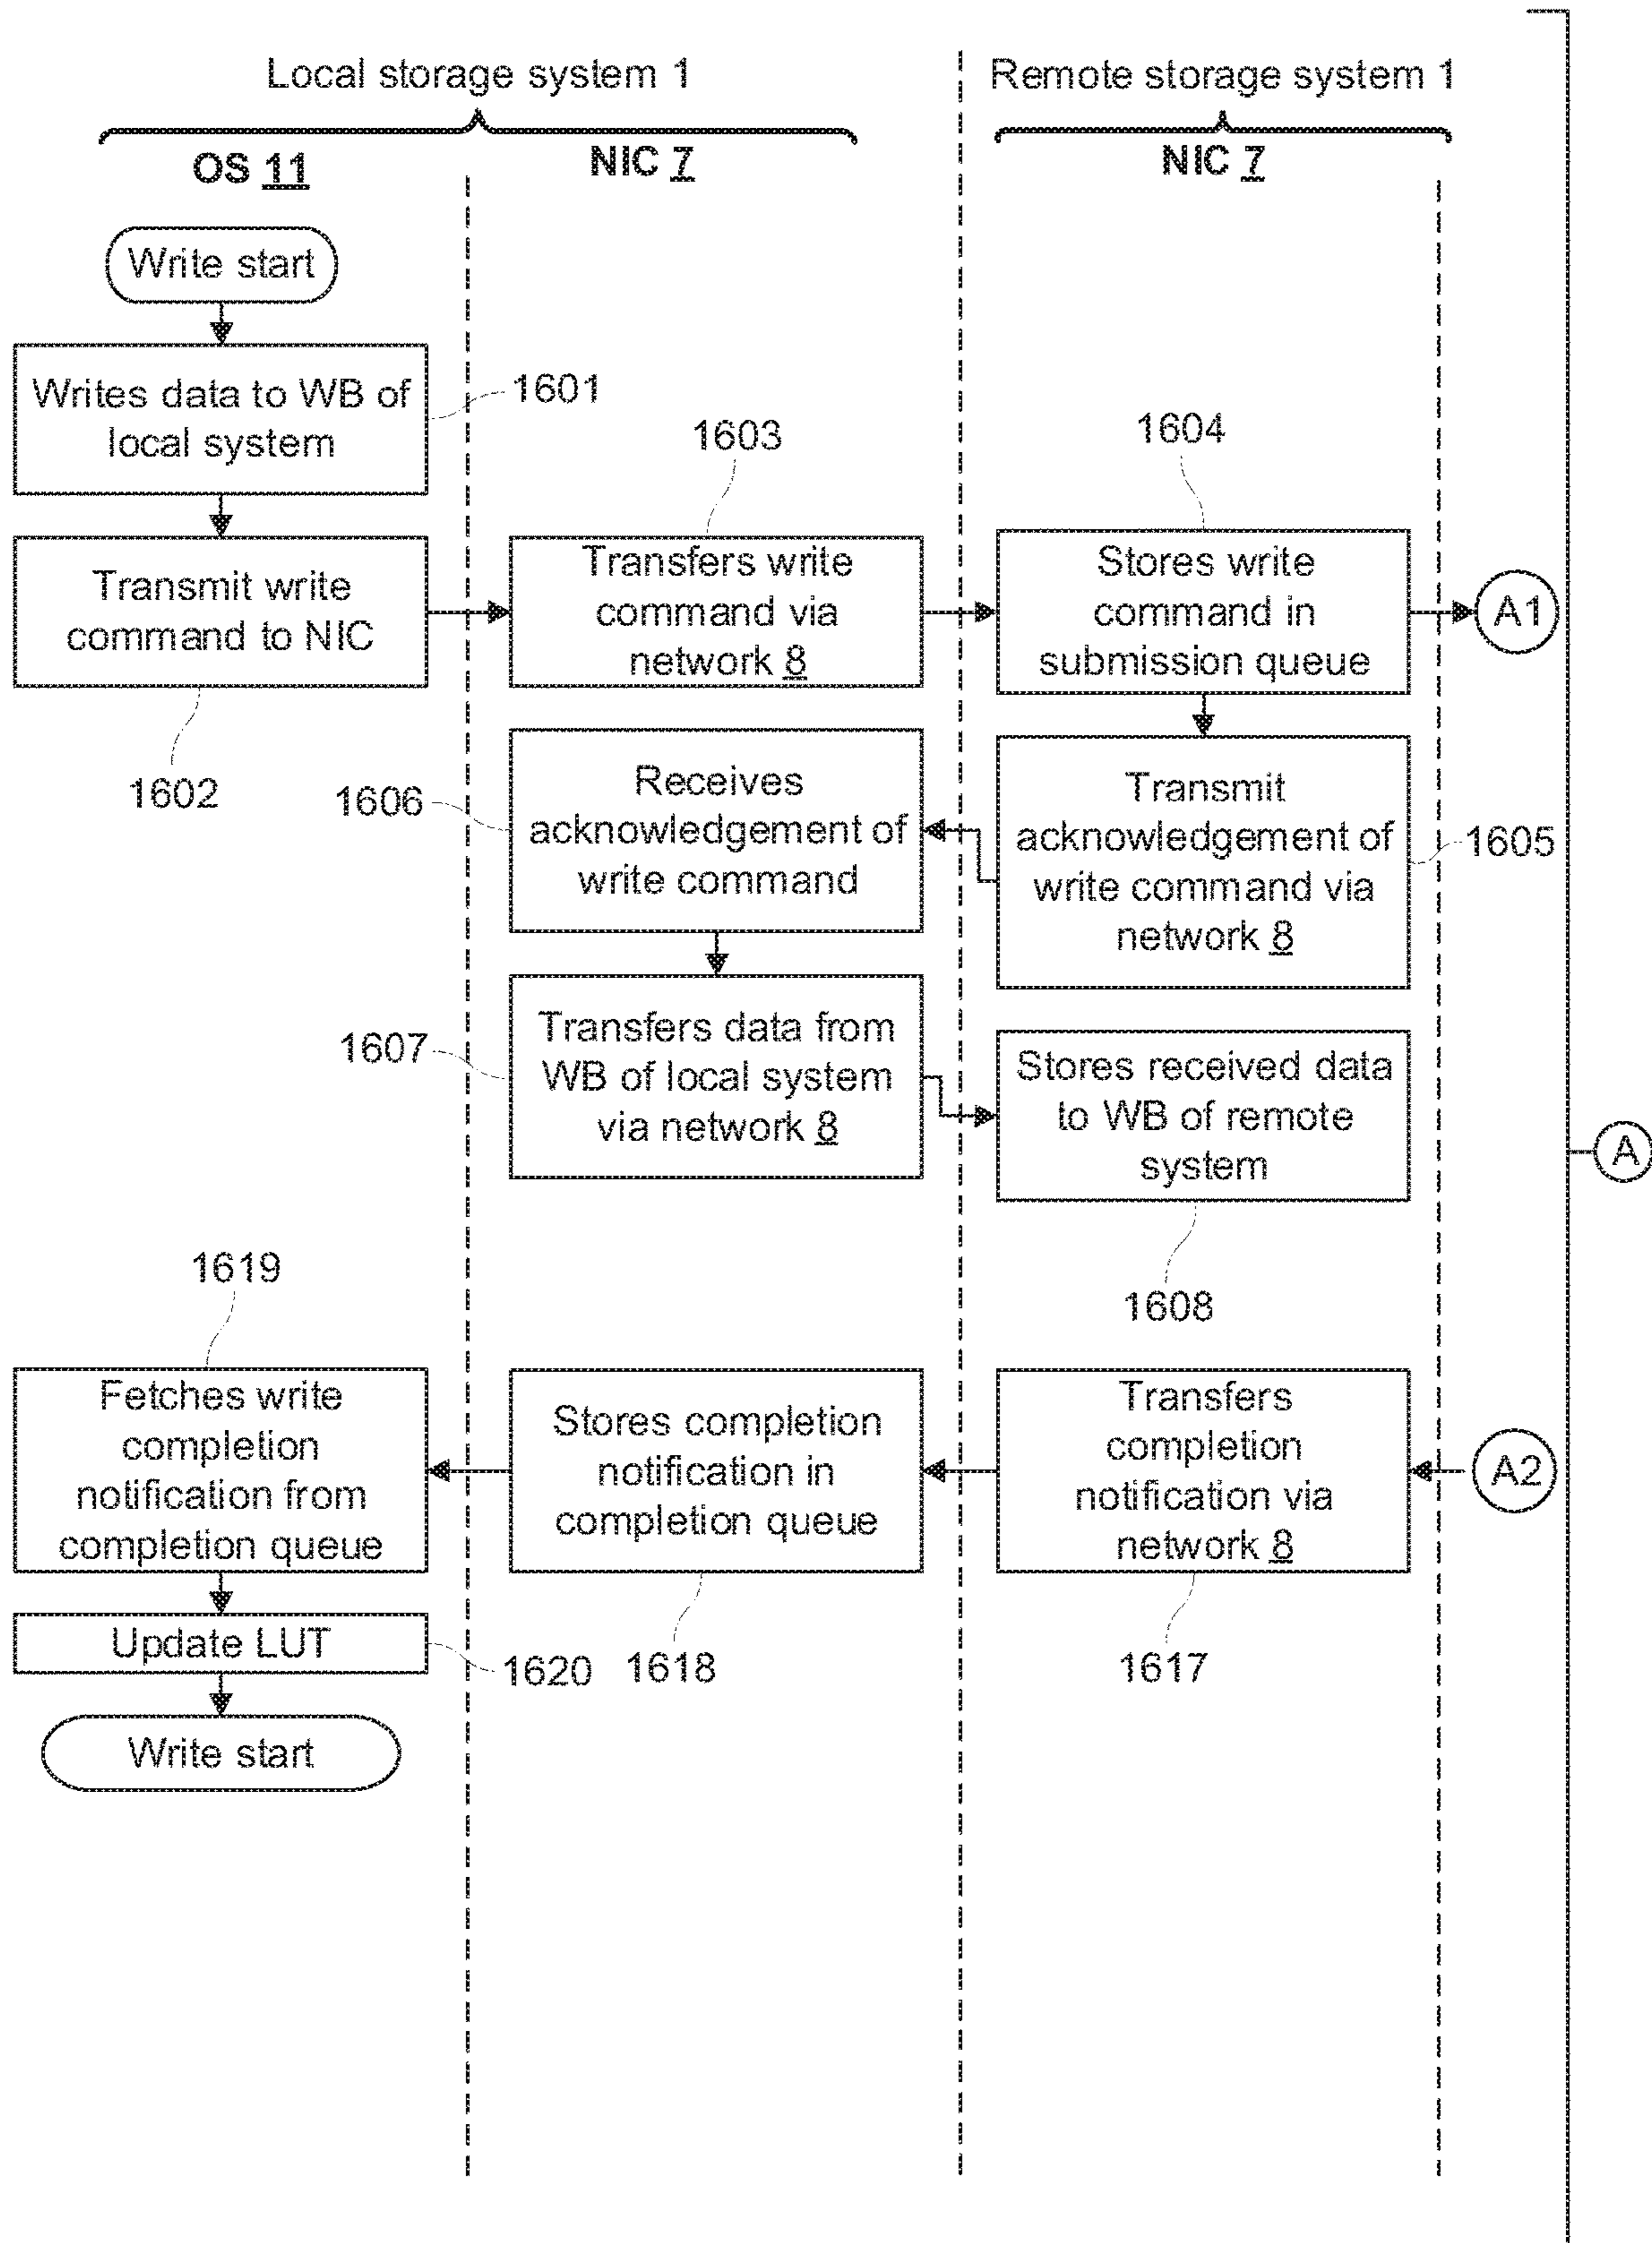 Local storage system 1
Remote storage system 1
OS 11
NIC 7
NIC 7
Write start
Writes data to WB of
local system
1601
1603
1604
Transmit write
command to NIC
Transfers write
command via
network 8
Stores write
command in
submission queue
A1
1602
1606
Receives
acknowledgement of
write command
Transmit
acknowledgement of
write command via
network 8
1605
1607
Transfers data from
WB of local system
via network 8
Stores received data
to WB of remote
system
A
1608
1619
Fetches write
completion
notification from
completion queue
Stores completion
notification in
completion queue
Transfers
completion
notification via
network 8
A2
Update LUT
1620
1618
1617
Write start